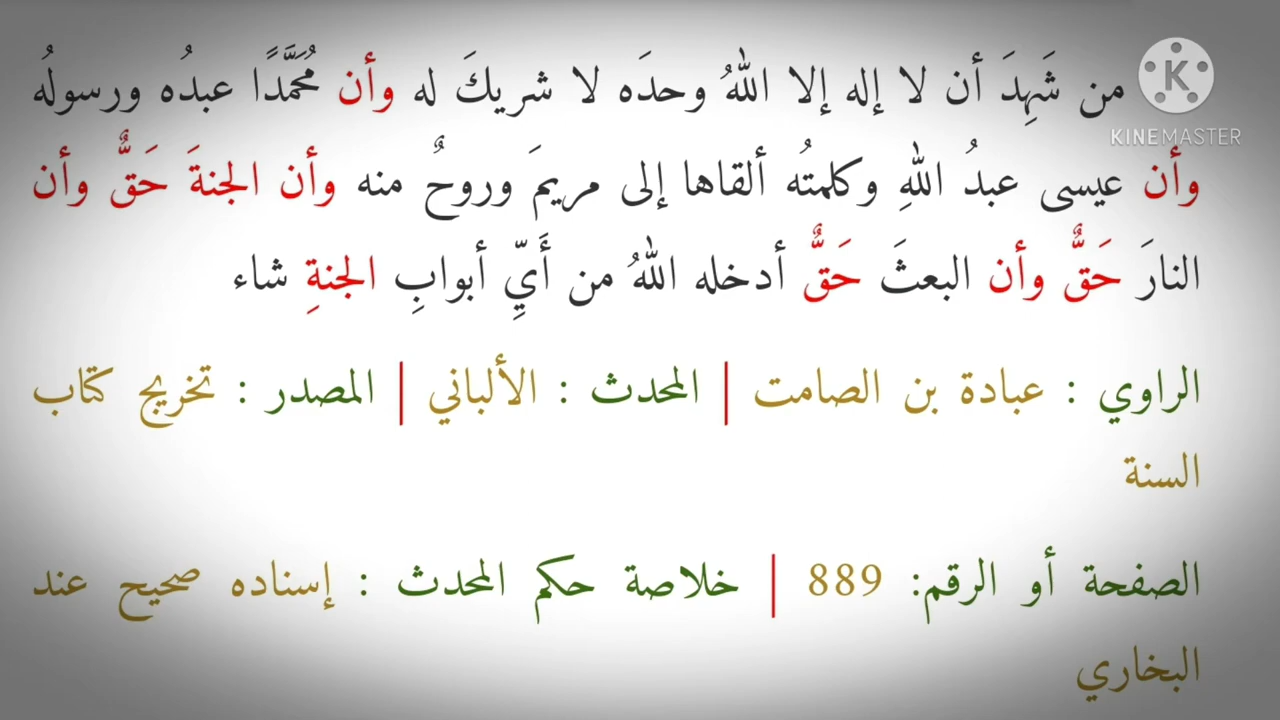 من شَهِدَ أن لا إله إلا اللهُ وحدَه لا شريكَ له وأن مُحَمَّدًا عبدُه ورسولُه
KINEMASTER
وأن عيسى عبدُ اللهِ وكلمتُه ألقاها إلى مريمَ وروحٌ منه وأن الجنةَ حَقٌّ وأن
النارَ حَقٌّ وأن البعثَ حَقٌّ أدخله اللهُ من أَيِّ أبوابِ الجنةِ شاء
الراوي : عبادة بن الصامت | المحدث : الألباني | المصدر : تخريج كتاب
السنة
الصفحة أو الرقم: 889 | خلاصة حكم المحدث : إسناده صحيح عند
البخاري